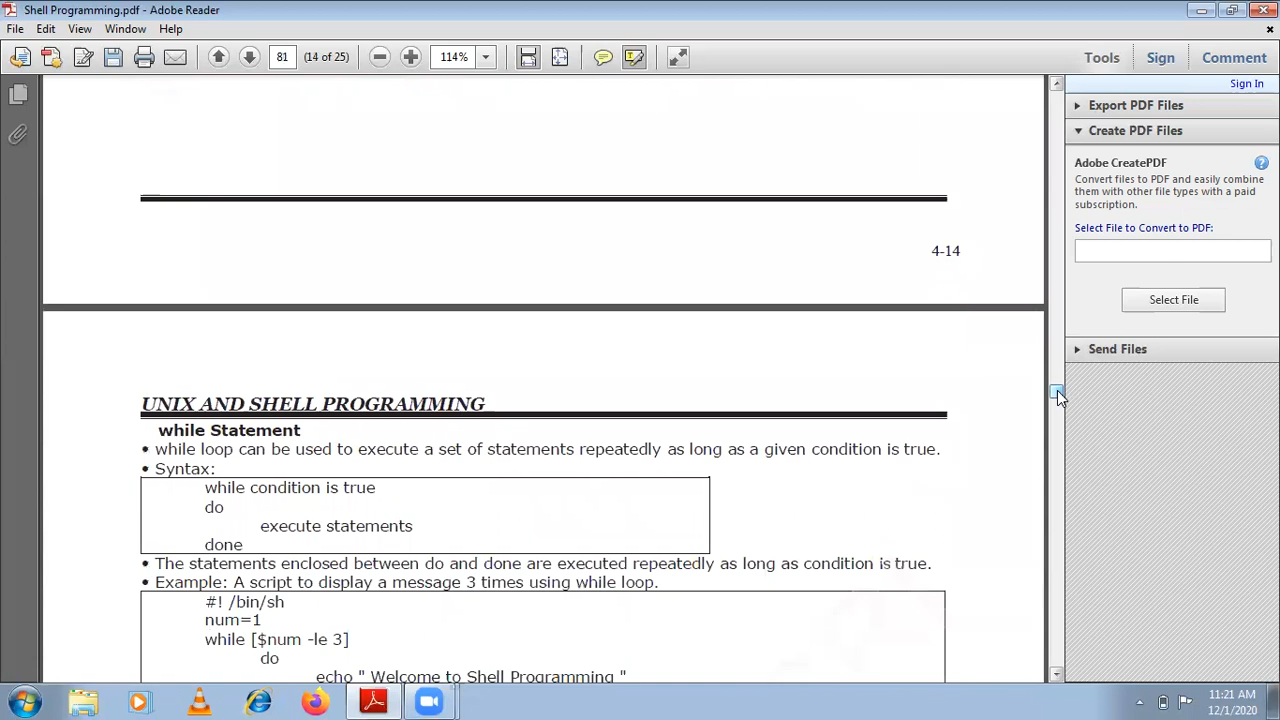 Shell Programming.pdf - Adobe Reader
File Edit View Window Help
81 (14 of 25) 114% Tools Sign Comment
Sign In
Export PDF Files
Create PDF Files
Adobe CreatePDF
Convert files to PDF and easily combine
them with other file types with a paid
subscription.
Select File to Convert to PDF:
Select File
Send Files
4-14
UNIX AND SHELL PROGRAMMING
while Statement
• while loop can be used to execute a set of statements repeatedly as long as a given condition is true.
• Syntax:
while condition is true
do
execute statements
done
• The statements enclosed between do and done are executed repeatedly as long as condition is true.
• Example: A script to display a message 3 times using while loop.
#! /bin/sh
num=1
while [$num -le 3]
do
echo " Welcome to Shell Programming "
11:21 AM
12/1/2020